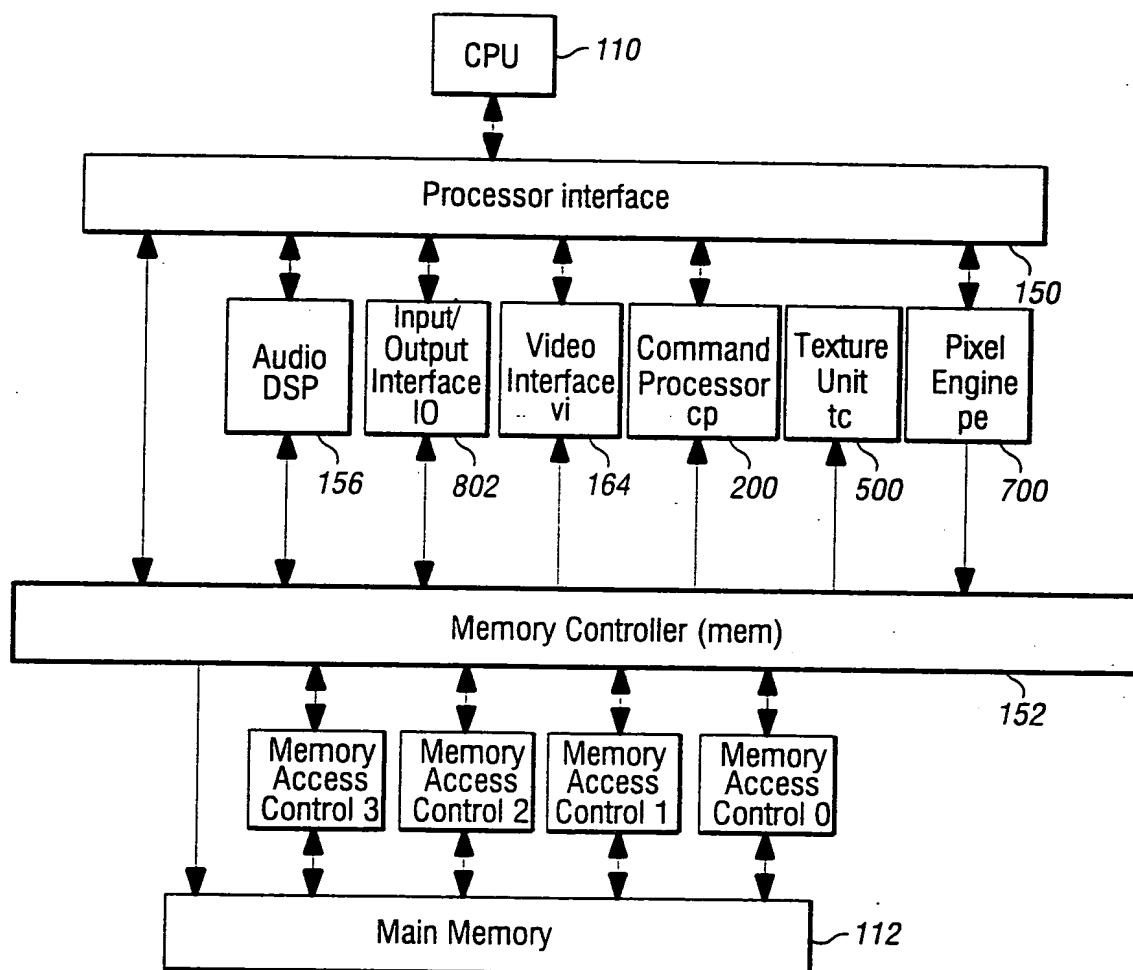 CPU
110
Processor interface
150
Audio
DSP
156
Input/
Output
Interface
IO
802
Video
Interface
vi
164
Command
Processor
cp
200
Texture
Unit
tc
500
Pixel
Engine
pe
700
Memory Controller (mem)
152
Memory
Access
Control 3
Memory
Access
Control 2
Memory
Access
Control 1
Memory
Access
Control 0
Main Memory
112